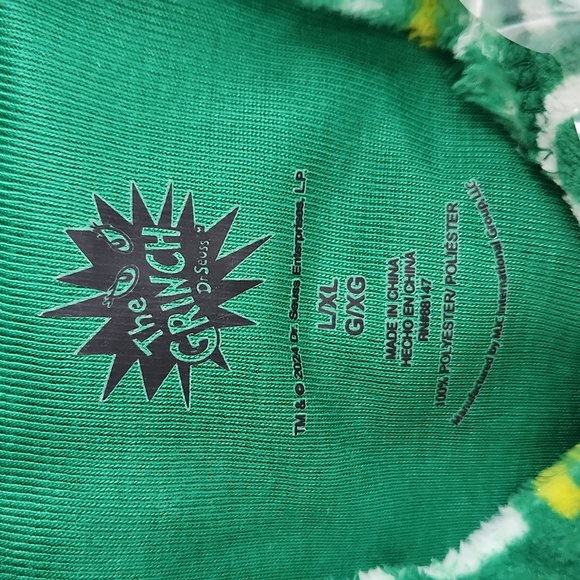 The
GRINCH
Dr. Seuss
TM & © 2024 Dr. Seuss Enterprises, L.P.
L/XL
G/XG
MADE IN CHINA
HECHO EN CHINA
RN#88147
100% POLYESTER/ POLIÉSTER
Manufactured by MJC International Group LLC